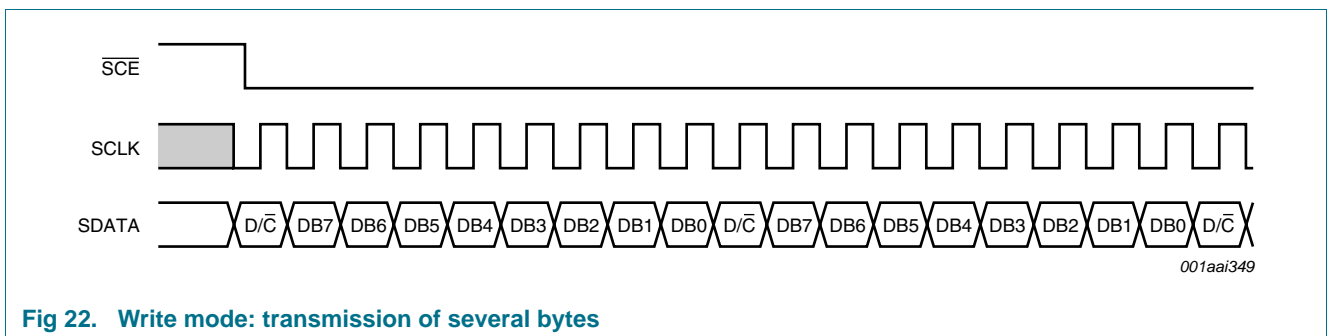 SCE
SCLK
SDATA D/C̅ DB7 DB6 DB5 DB4 DB3 DB2 DB1 DB0 D/C̅ DB7 DB6 DB5 DB4 DB3 DB2 DB1 DB0 D/C̅
001aai349
Fig 22. Write mode: transmission of several bytes